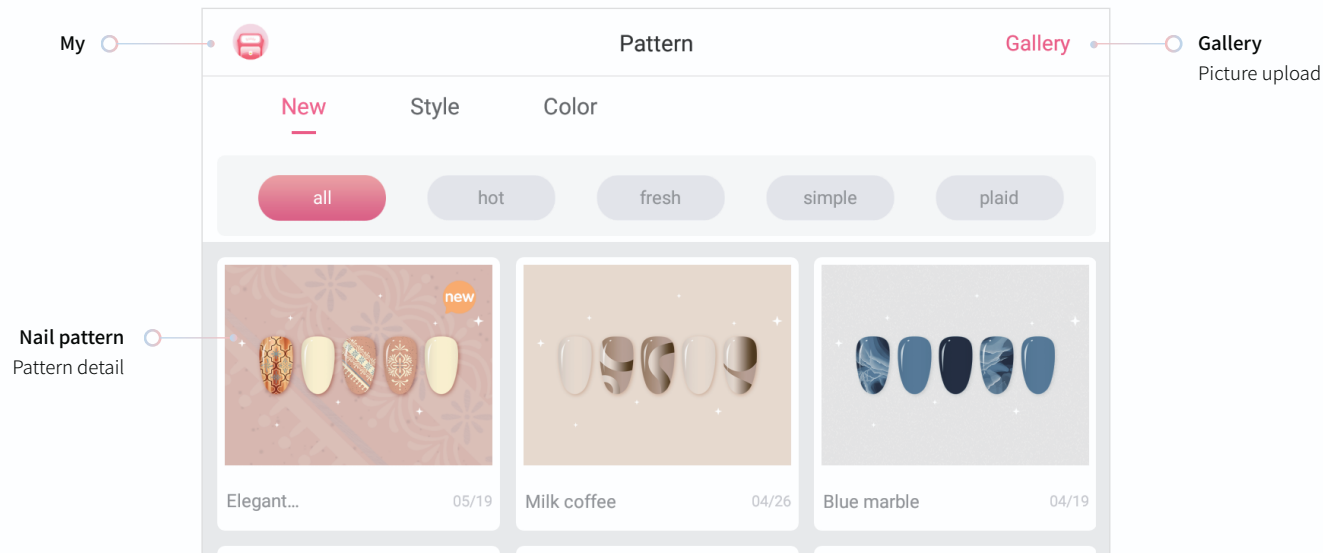 My
Pattern
Gallery
Gallery
Picture upload
New
Style
Color
all
hot
fresh
simple
plaid
new
Nail pattern
Pattern detail
Elegant...
05/19
Milk coffee
04/26
Blue marble
04/19